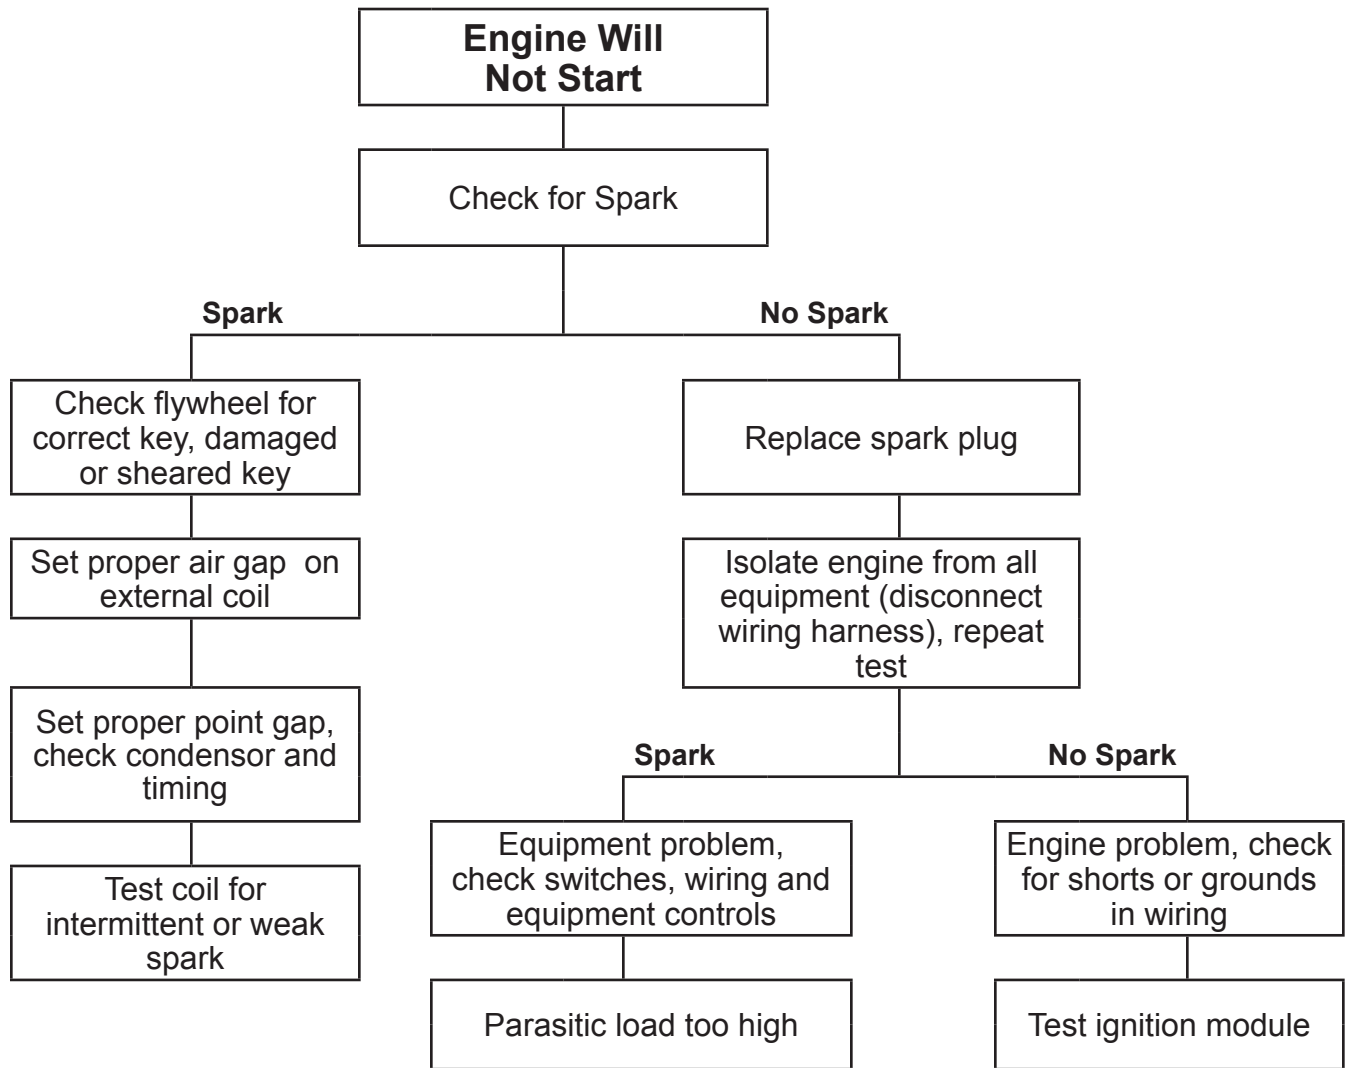 Engine Will
Not Start
Check for Spark
Spark
No Spark
Check flywheel for
correct key, damaged
or sheared key
Replace spark plug
Set proper air gap  on
external coil
Isolate engine from all
equipment (disconnect
wiring harness), repeat
test
Set proper point gap,
check condensor and
timing
Spark
No Spark
Test coil for
intermittent or weak
spark
Equipment problem,
check switches, wiring and
equipment controls
Engine problem, check
for shorts or grounds
in wiring
Parasitic load too high
Test ignition module